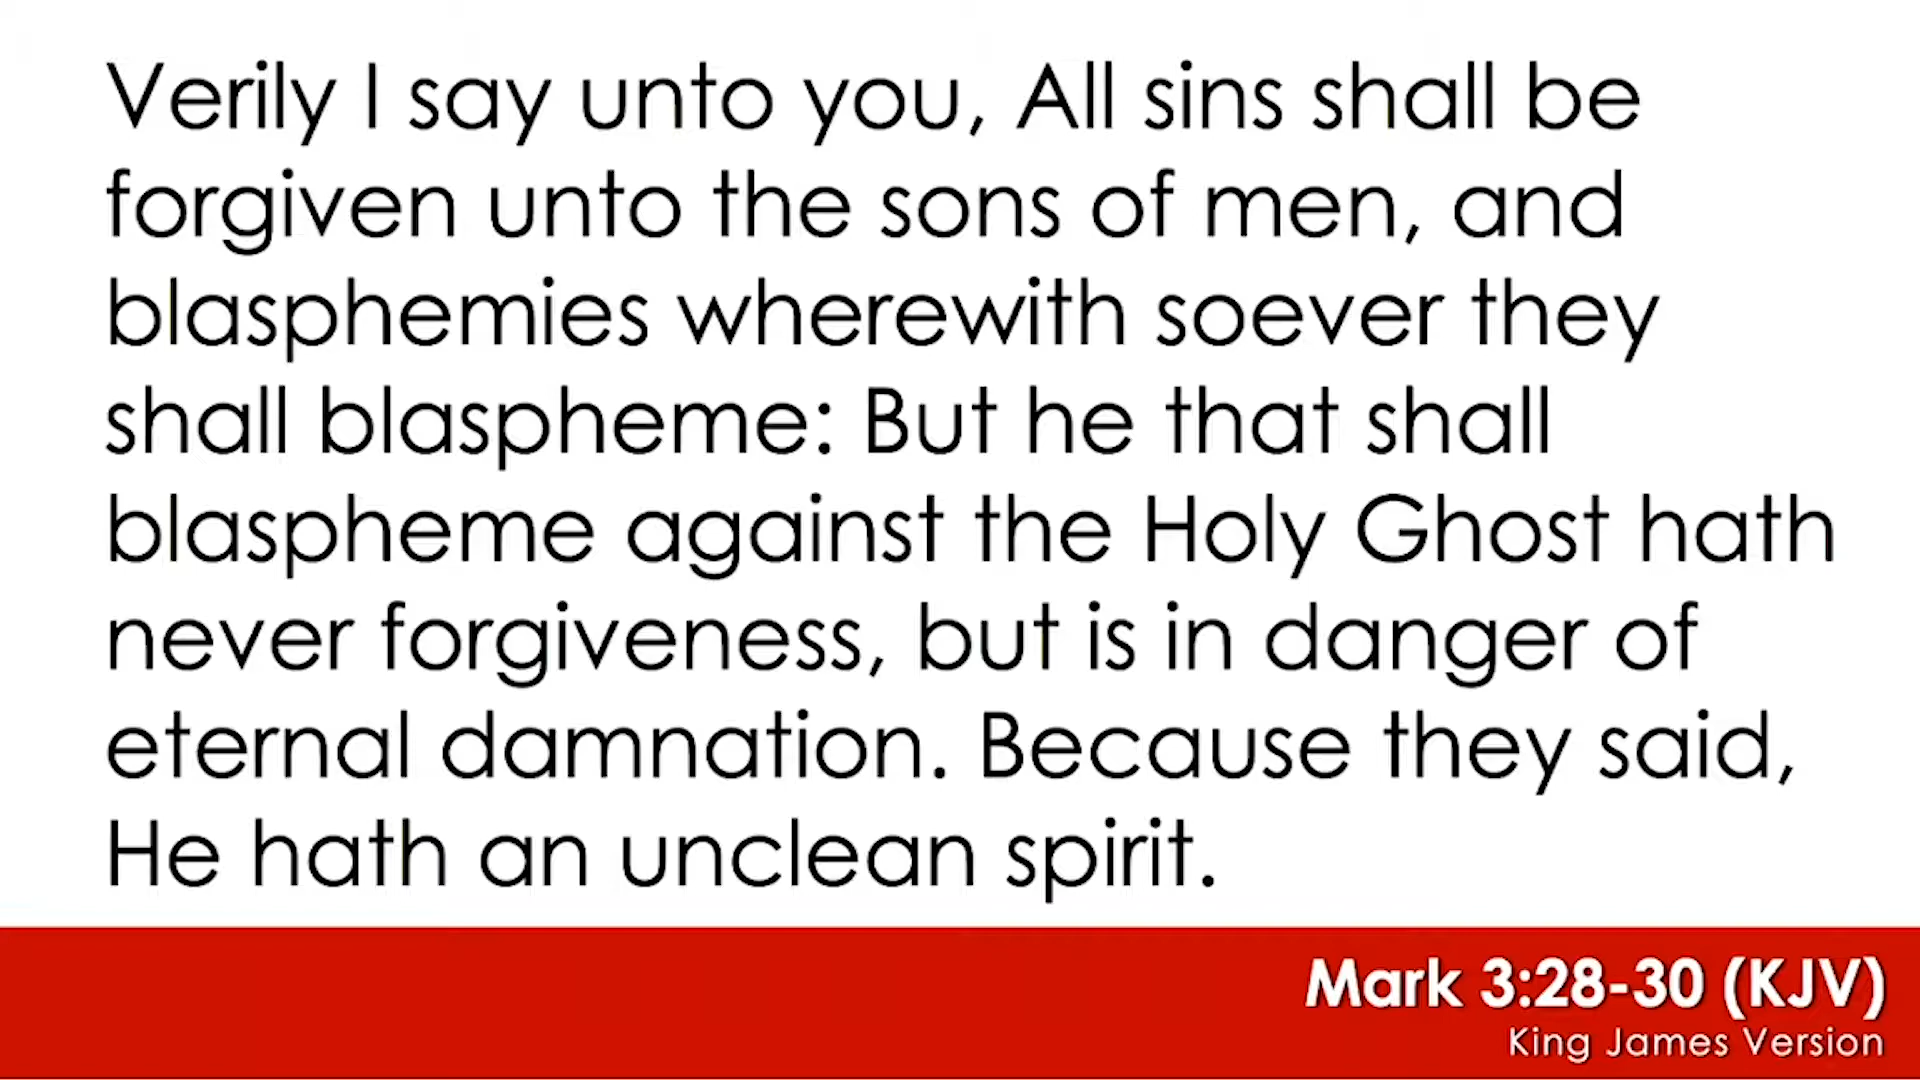 Verily I say unto you, All sins shall be
forgiven unto the sons of men, and
blasphemies wherewith soever they
shall blaspheme: But he that shall
blaspheme against the Holy Ghost hath
never forgiveness, but is in danger of
eternal damnation. Because they said,
He hath an unclean spirit.
Mark 3:28-30 (KJV)
King James Version